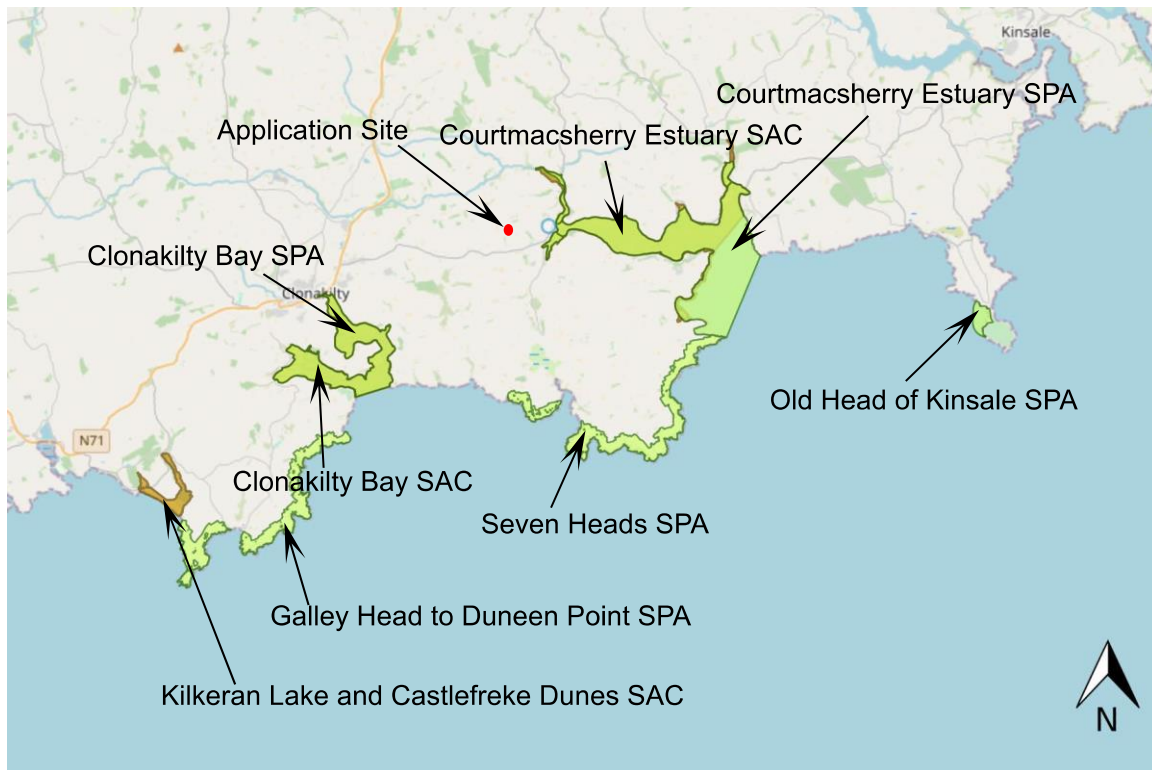 Kinsale
Courtmacsherry Estuary SPA
Application Site
Courtmacsherry Estuary SAC
Clonakilty Bay SPA
Clonakilty
Old Head of Kinsale SPA
N71
Clonakilty Bay SAC
Seven Heads SPA
Galley Head to Duneen Point SPA
Kilkeran Lake and Castlefreke Dunes SAC
N